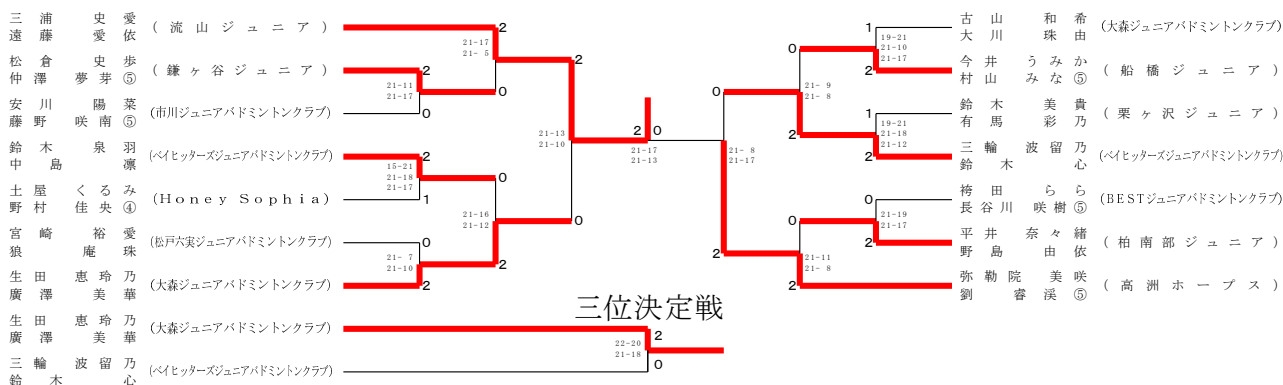 三浦 史愛
遠藤 愛依
(流山ジュニア)
松倉 史歩
仲澤 夢芽⑤
(鎌ヶ谷ジュニア)
安川 陽菜
藤野 咲南⑤
(市川ジュニアバドミントンクラブ)
鈴木 泉羽
中島 凛
(ベイヒッターズジュニアバドミントンクラブ)
土屋 くるみ
野村 佳央④
(Honey Sophia)
宮崎 裕愛
狼 庵珠
(松戸六実ジュニアバドミントンクラブ)
生田 恵玲乃
廣澤 美華
(大森ジュニアバドミントンクラブ)
2
21-17
21-5
0
2
21-11
21-17
0
2
15-21
21-18
21-17
1
0
21-7
21-10
2
0
21-16
21-12
2
2
21-13
21-10
0
2 0
21-17
21-13
0
21-8
21-17
2
0
21-9
21-8
2
0
21-11
21-8
2
1
19-21
21-10
21-17
2
1
19-21
21-18
21-12
2
0
21-19
21-17
2
古山 和希
大川 珠由
(大森ジュニアバドミントンクラブ)
今井 うみか
村山 みな⑤
(船橋ジュニア)
鈴木 美貴
有馬 彩乃
(栗ヶ沢ジュニア)
三輪 波留乃
鈴木 心
(ベイヒッターズジュニアバドミントンクラブ)
袴田 らら
長谷川 咲樹⑤
(BESTジュニアバドミントンクラブ)
平井 奈々緒
野島 由依
(柏南部ジュニア)
弥勒院 美咲
劉 睿渓⑤
(高洲ホープス)
三位決定戦
生田 恵玲乃
廣澤 美華
(大森ジュニアバドミントンクラブ)
三輪 波留乃
鈴木 心
(ベイヒッターズジュニアバドミントンクラブ)
2
22-20
21-18
0